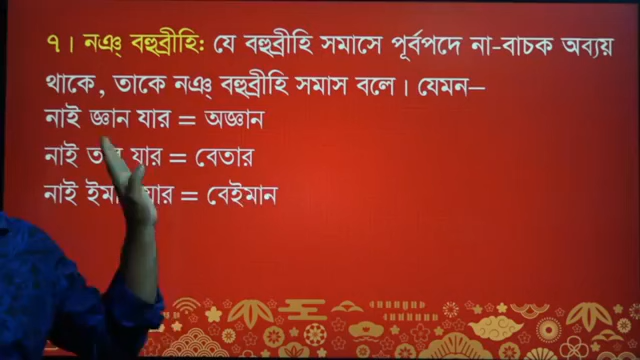 ৭। নঞ্ বহুব্রীহি: যে বহুব্রীহি সমাসে পূর্বপদে না-বাচক অব্যয়
থাকে, তাকে নঞ্ বহুব্রীহি সমাস বলে। যেমন–
নাই জ্ঞান যার = অজ্ঞান
নাই তার যার = বেতার
নাই যার = বেইমান